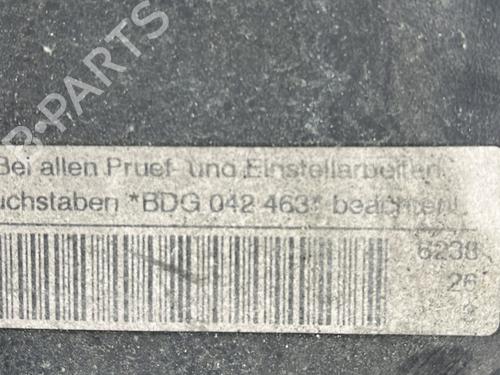 B-PARTS
Bei allen Pruef- und Einstellarbeiten
uchstaben *BDG 042 463* beachten!
6238
26